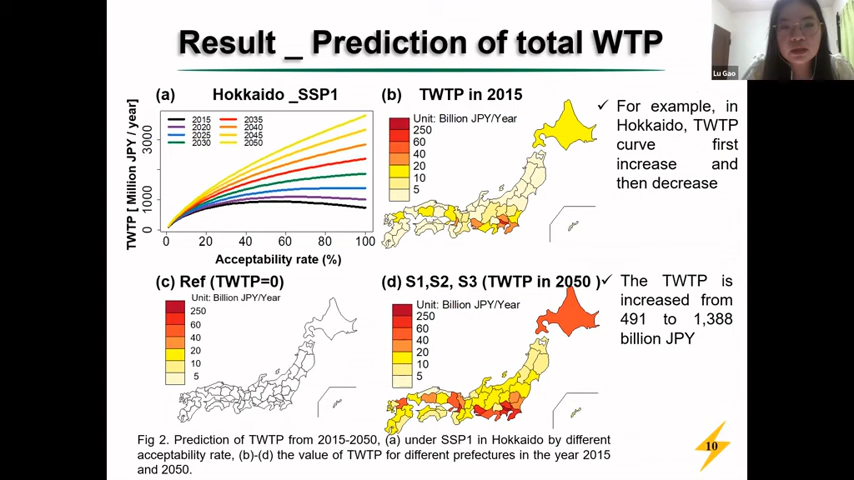 Result _ Prediction of total WTP
Lu Gao
(a) Hokkaido _SSP1
TWTP [ Million JPY / year]
3000
1000
0
2015 2035
2020 2040
2025 2045
2030 2050
0 20 40 60 80 100
Acceptability rate (%)
(b) TWTP in 2015
Unit: Billion JPY/Year
250
60
40
20
10
5
✓ For example, in
Hokkaido, TWTP
curve first
increase and
then decrease
(c) Ref (TWTP=0)
Unit: Billion JPY/Year
250
60
40
20
10
5
(d) S1,S2, S3 (TWTP in 2050 )
Unit: Billion JPY/Year
250
60
40
20
10
5
✓ The TWTP is
increased from
491 to 1,388
billion JPY
Fig 2. Prediction of TWTP from 2015-2050, (a) under SSP1 in Hokkaido by different
acceptability rate, (b)-(d) the value of TWTP for different prefectures in the year 2015
and 2050.
10